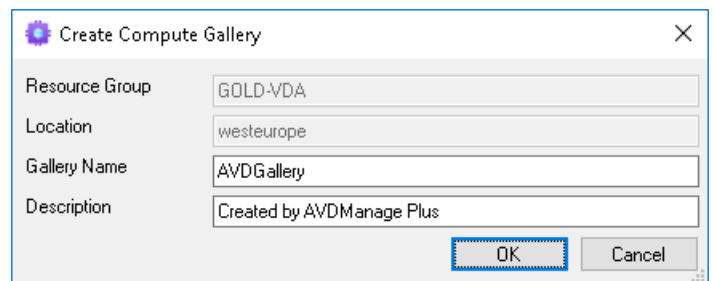 Create Compute Gallery
Resource Group GOLD-VDA
Location westeurope
Gallery Name AVDGallery
Description Created by AVDManage Plus
OK Cancel